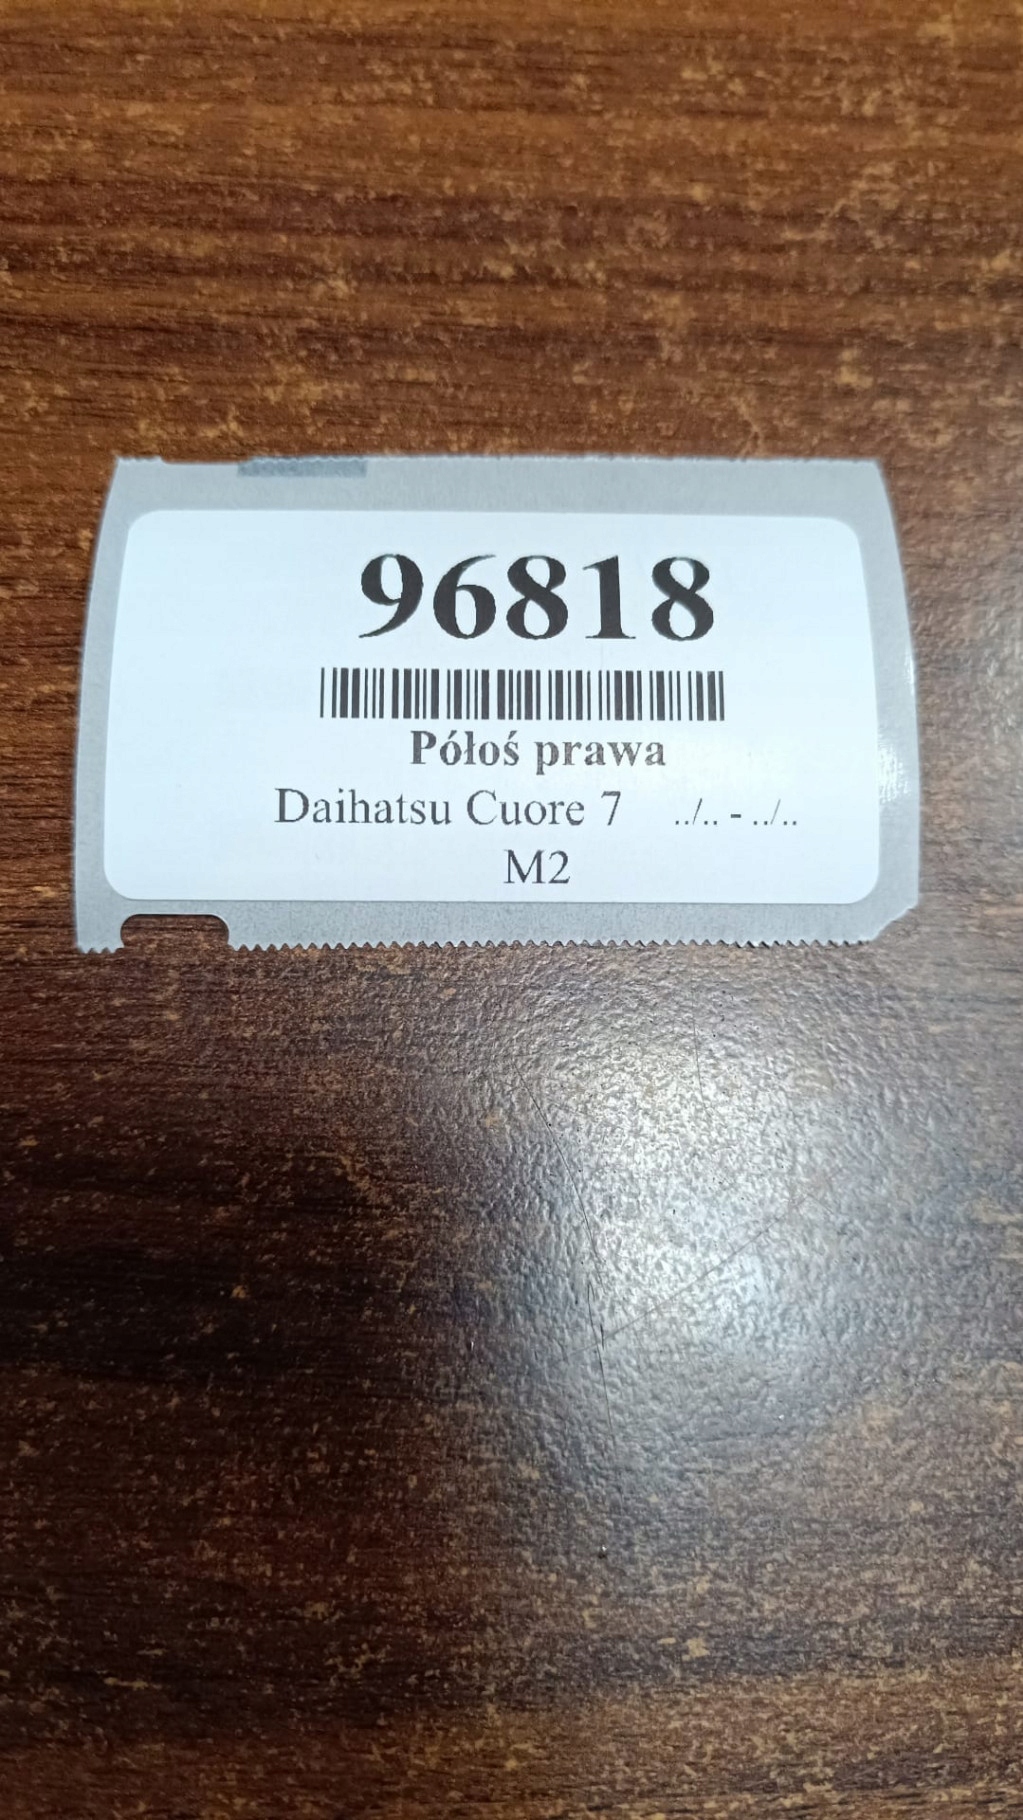 96818
Półoś prawa
Daihatsu Cuore 7 ../.. - ../..
M2